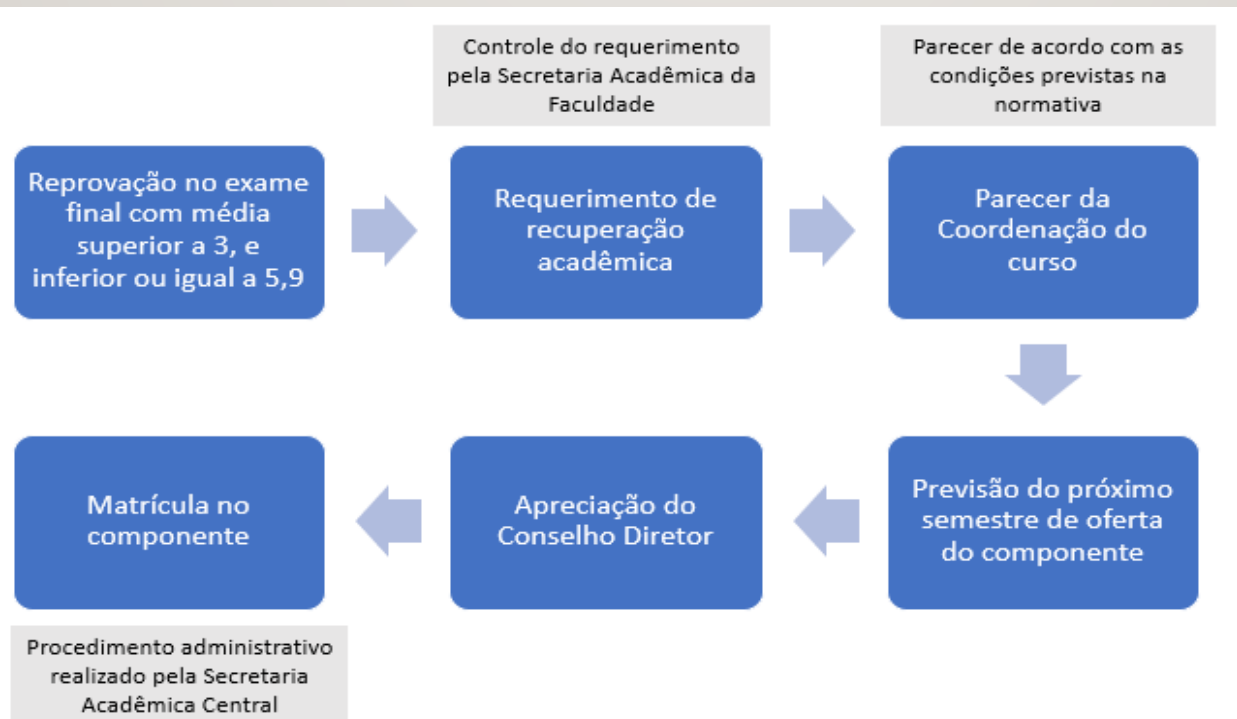 Controle do requerimento
pela Secretaria Acadêmica da
Faculdade
Parecer de acordo com as
condições previstas na
normativa
Reprovação no exame
final com média
superior a 3, e
inferior ou igual a 5,9
Requerimento de
recuperação
acadêmica
Parecer da
Coordenação do
curso
Previsão do próximo
semestre de oferta
do componente
Apreciação do
Conselho Diretor
Matrícula no
componente
Procedimento administrativo
realizado pela Secretaria
Acadêmica Central